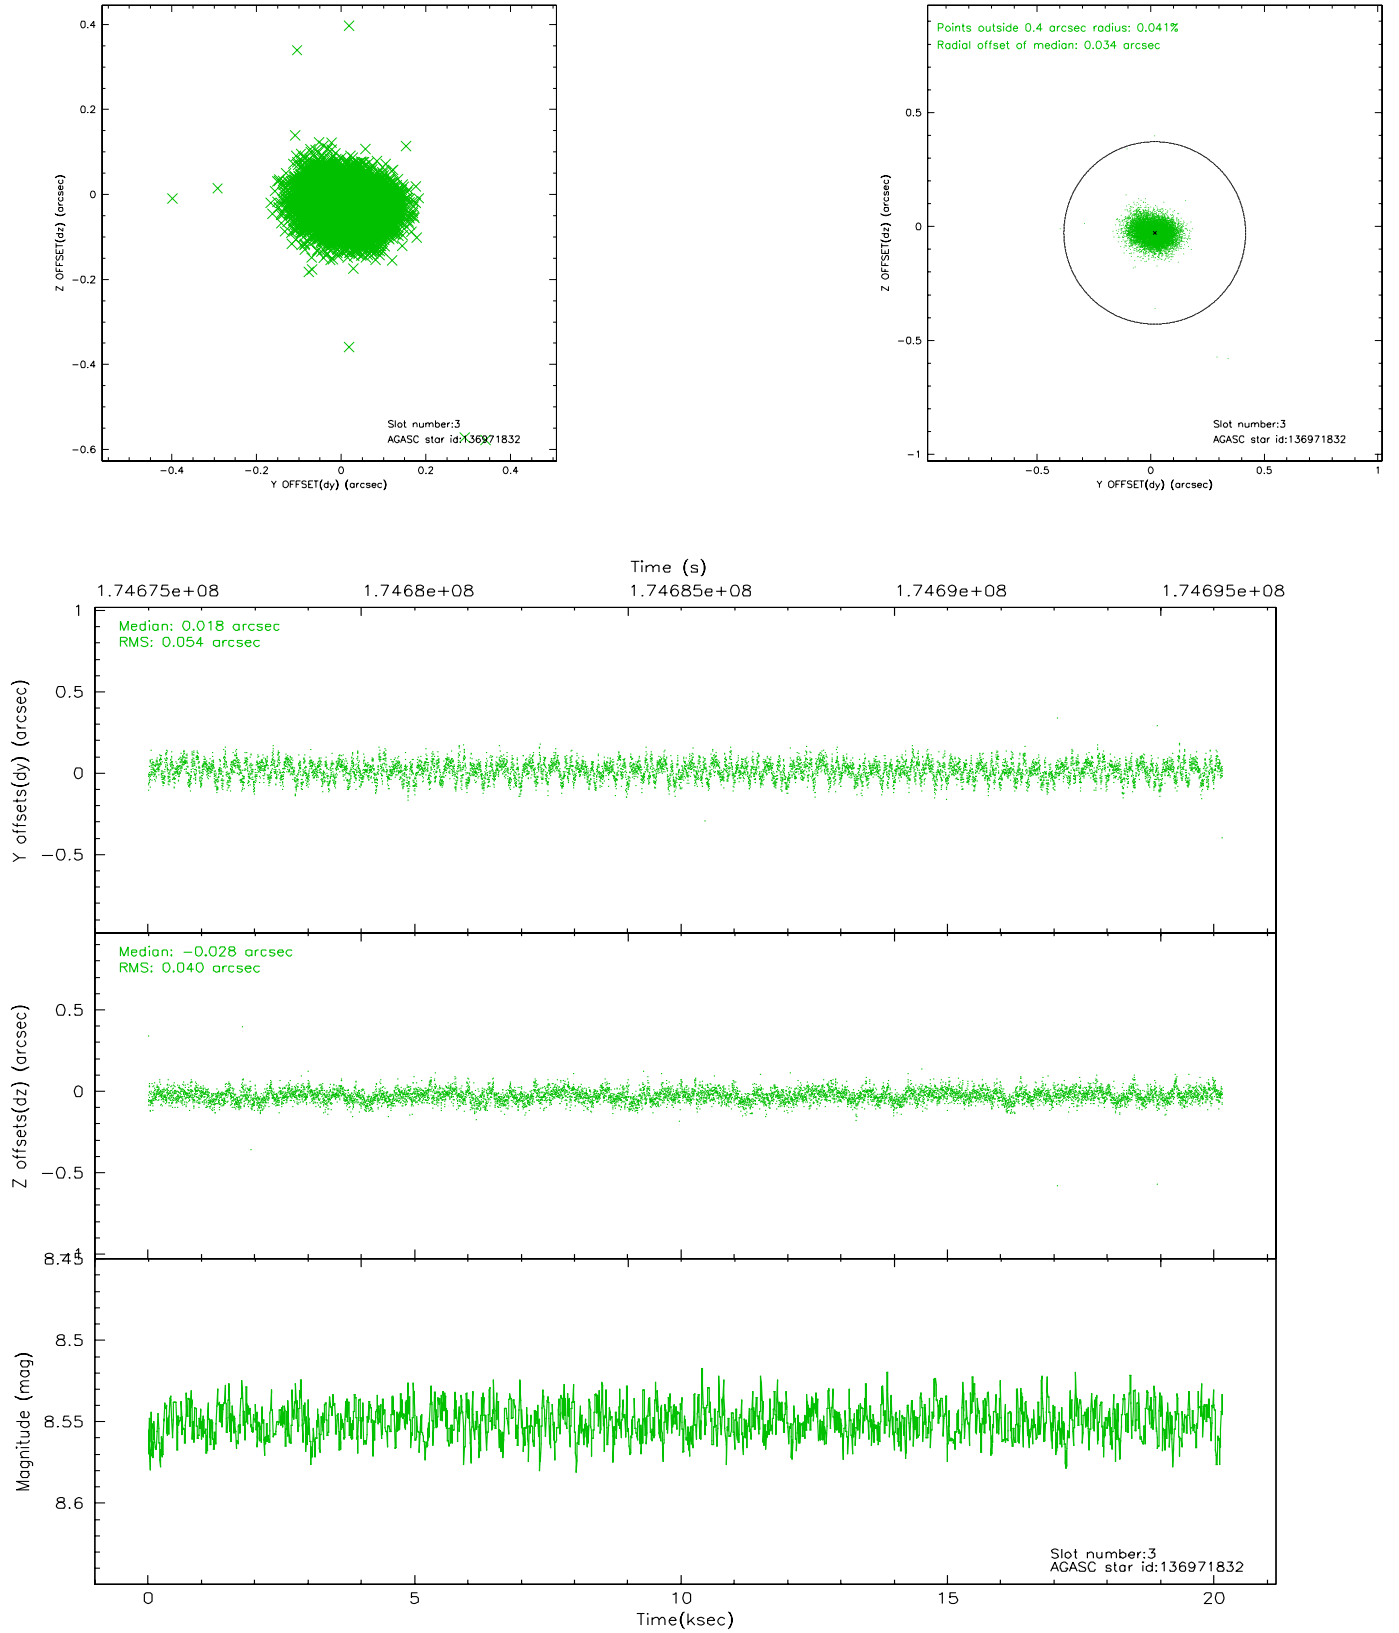 0.4
0.2
0
−0.2
−0.4
−0.6
Z OFFSET(dz) (arcsec)
Slot number:3
AGASC star id:136971832
−0.4
−0.2
0
0.2
0.4
Y OFFSET(dy) (arcsec)
Points outside 0.4 arcsec radius: 0.041%
Radial offset of median: 0.034 arcsec
0.5
0
−0.5
−1
Z OFFSET(dz) (arcsec)
Slot number:3
AGASC star id:136971832
−0.5
0
0.5
1
Y OFFSET(dy) (arcsec)
Time (s)
1.74675e+08
1.7468e+08
1.74685e+08
1.7469e+08
1.74695e+08
Median: 0.018 arcsec
RMS: 0.054 arcsec
1
0.5
0
−0.5
Y offsets(dy) (arcsec)
Median: −0.028 arcsec
RMS: 0.040 arcsec
0.5
0
−0.5
−1
Z offsets(dz) (arcsec)
8.45
8.5
8.55
8.6
Magnitude (mag)
Slot number:3
AGASC star id:136971832
0
5
10
15
20
Time(ksec)